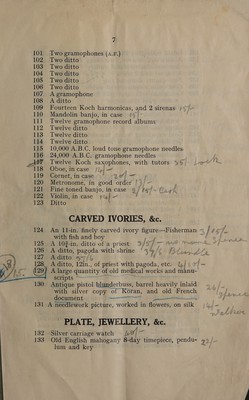 7
101 Two gramophones (A.F.)
102 Two ditto
103 Two ditto
104 Two ditto
105 Two ditto
106 Two ditto
107 A gramophone
108 A ditto
109 Fourteen Koch harmonicas, and 2 sirenas 15/-
110 Mandolin banjo, in case 15/-
111 Twelve gramophone record albums
112 Twelve ditto
113 Twelve ditto
114 Twelve ditto
115 10,000 A.B.C. loud tone gramophone needles
116 24,000 A.B.C. gramophone needles
117 Twelve Koch saxophones, with tutors 25/-
118 Oboe, in case 14/-
119 Cornet, in case
120 Metronome, in good order
121 Fine toned banjo, in case
122 Violin, in case 14/-
123 Ditto
CARVED IVORIES, &c.
124 An 11-in. finely carved ivory figure—Fisherman
with fish and boy
125 A 10½-in. ditto of a priest
126 A ditto, pagoda with shrine
127 A ditto
128 A ditto, 12in., of priest with pagoda, etc.
129 A large quantity of old medical works and manu-
scripts
130 Antique pistol blunderbuss, barrel heavily inlaid
with silver copy of Koran, and old French
document
131 A needlework picture, worked in flowers, on silk
PLATE, JEWELLERY, &c.
132 Silver carriage watch
133 Old English mahogany 8-day timepiece, pendu-
lum and key